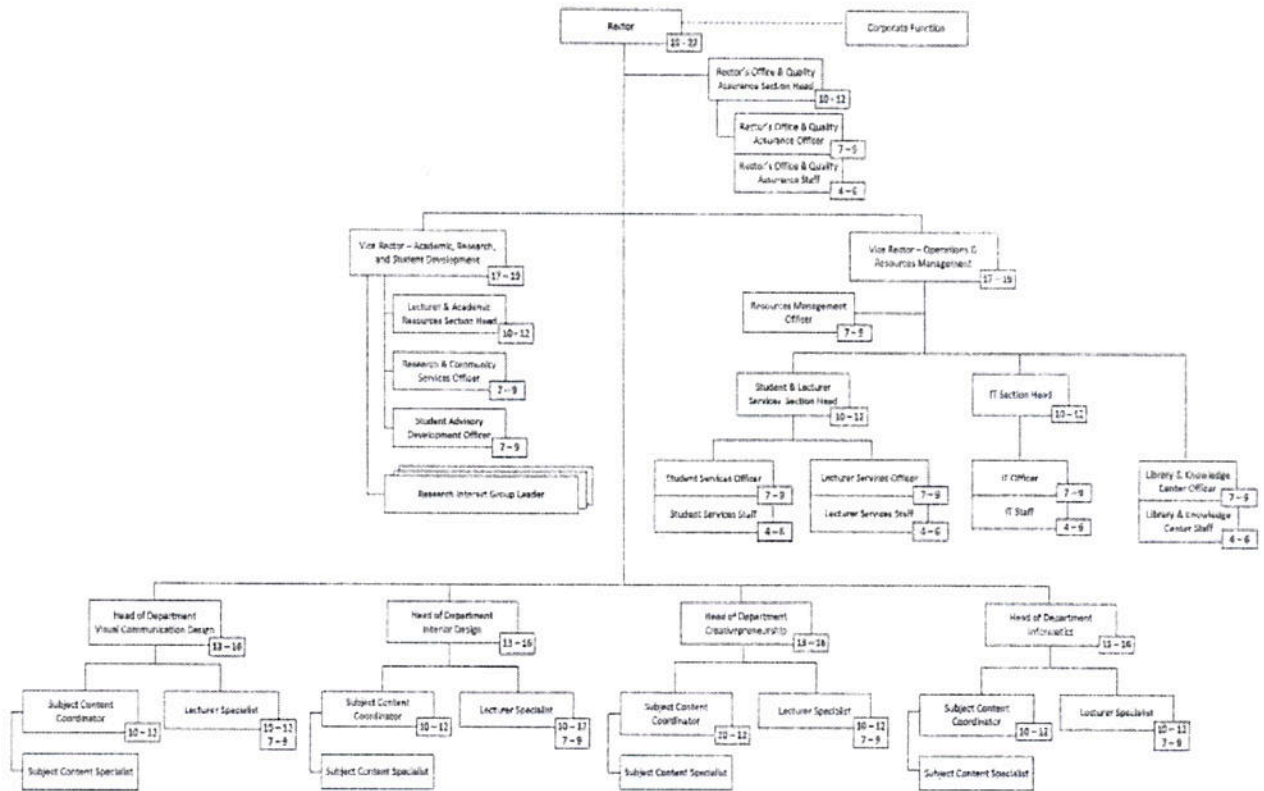 Rector
Corporate Function
Rector's Office & Quality
Assurance Section Head
10 – 12
Rector's Office & Quality
Assurance Officer
7 – 9
Rector's Office & Quality
Assurance Staff
4 – 6
Vice Rector – Academic, Research,
and Student Development
17 – 19
Vice Rector – Operations &
Resources Management
17 – 19
Lecturer & Academic
Resources Section Head
10 – 12
Resources Management
Officer
7 – 9
Research & Community
Services Officer
7 – 9
Student & Lecturer
Services Section Head
10 – 12
IT Section Head
10 – 12
Student Advisory
Development Officer
7 – 9
Research Interest Group Leader
Student Services Officer
7 – 9
Student Services Staff
4 – 6
Lecturer Services Officer
7 – 9
Lecturer Services Staff
4 – 6
IT Officer
7 – 9
IT Staff
4 – 6
Library & Knowledge
Center Officer
7 – 9
Library & Knowledge
Center Staff
4 – 6
Head of Department
Visual Communication Design
13 – 16
Head of Department
Interior Design
13 – 16
Head of Department
Creativepreneurship
13 – 16
Head of Department
Informatics
13 – 16
Subject Content
Coordinator
10 – 12
Lecturer Specialist
10 – 12
7 – 9
Subject Content Specialist
Subject Content
Coordinator
10 – 12
Lecturer Specialist
10 – 12
7 – 9
Subject Content Specialist
Subject Content
Coordinator
10 – 12
Lecturer Specialist
10 – 12
7 – 9
Subject Content Specialist
Subject Content
Coordinator
10 – 12
Lecturer Specialist
10 – 12
7 – 9
Subject Content Specialist